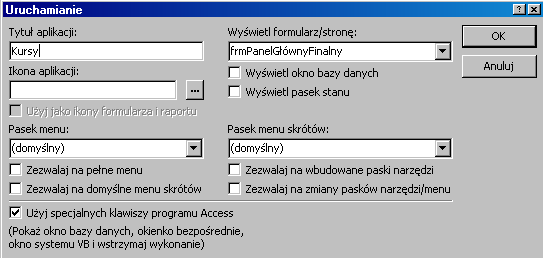 Uruchamianie
Tytuł aplikacji:
Kursy
Wyświetl formularz/stronę:
frmPanelGłównyFinalny
OK
Anuluj
Ikona aplikacji:
...
Wyświetl okno bazy danych
Wyświetl pasek stanu
Użyj jako ikony formularza i raportu
Pasek menu:
(domyślny)
Pasek menu skrótów:
(domyślny)
Zezwalaj na pełne menu
Zezwalaj na domyślne menu skrótów
Zezwalaj na wbudowane paski narzędzi
Zezwalaj na zmiany pasków narzędzi/menu
Użyj specjalnych klawiszy programu Access
(Pokaż okno bazy danych, okienko bezpośrednie,
okno systemu VB i wstrzymaj wykonanie)